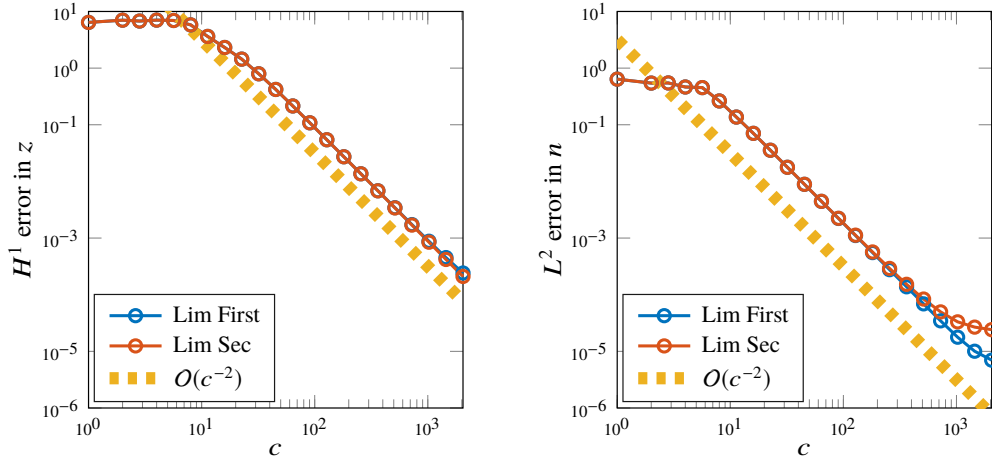 10^1
10^0
10^-1
10^-3
10^-5
10^-6
H^1 error in z
10^0
10^1
10^2
10^3
c
Lim First
Lim Sec
O(c^-2)
10^1
10^0
10^-1
10^-3
10^-5
10^-6
L^2 error in n
10^0
10^1
10^2
10^3
c
Lim First
Lim Sec
O(c^-2)